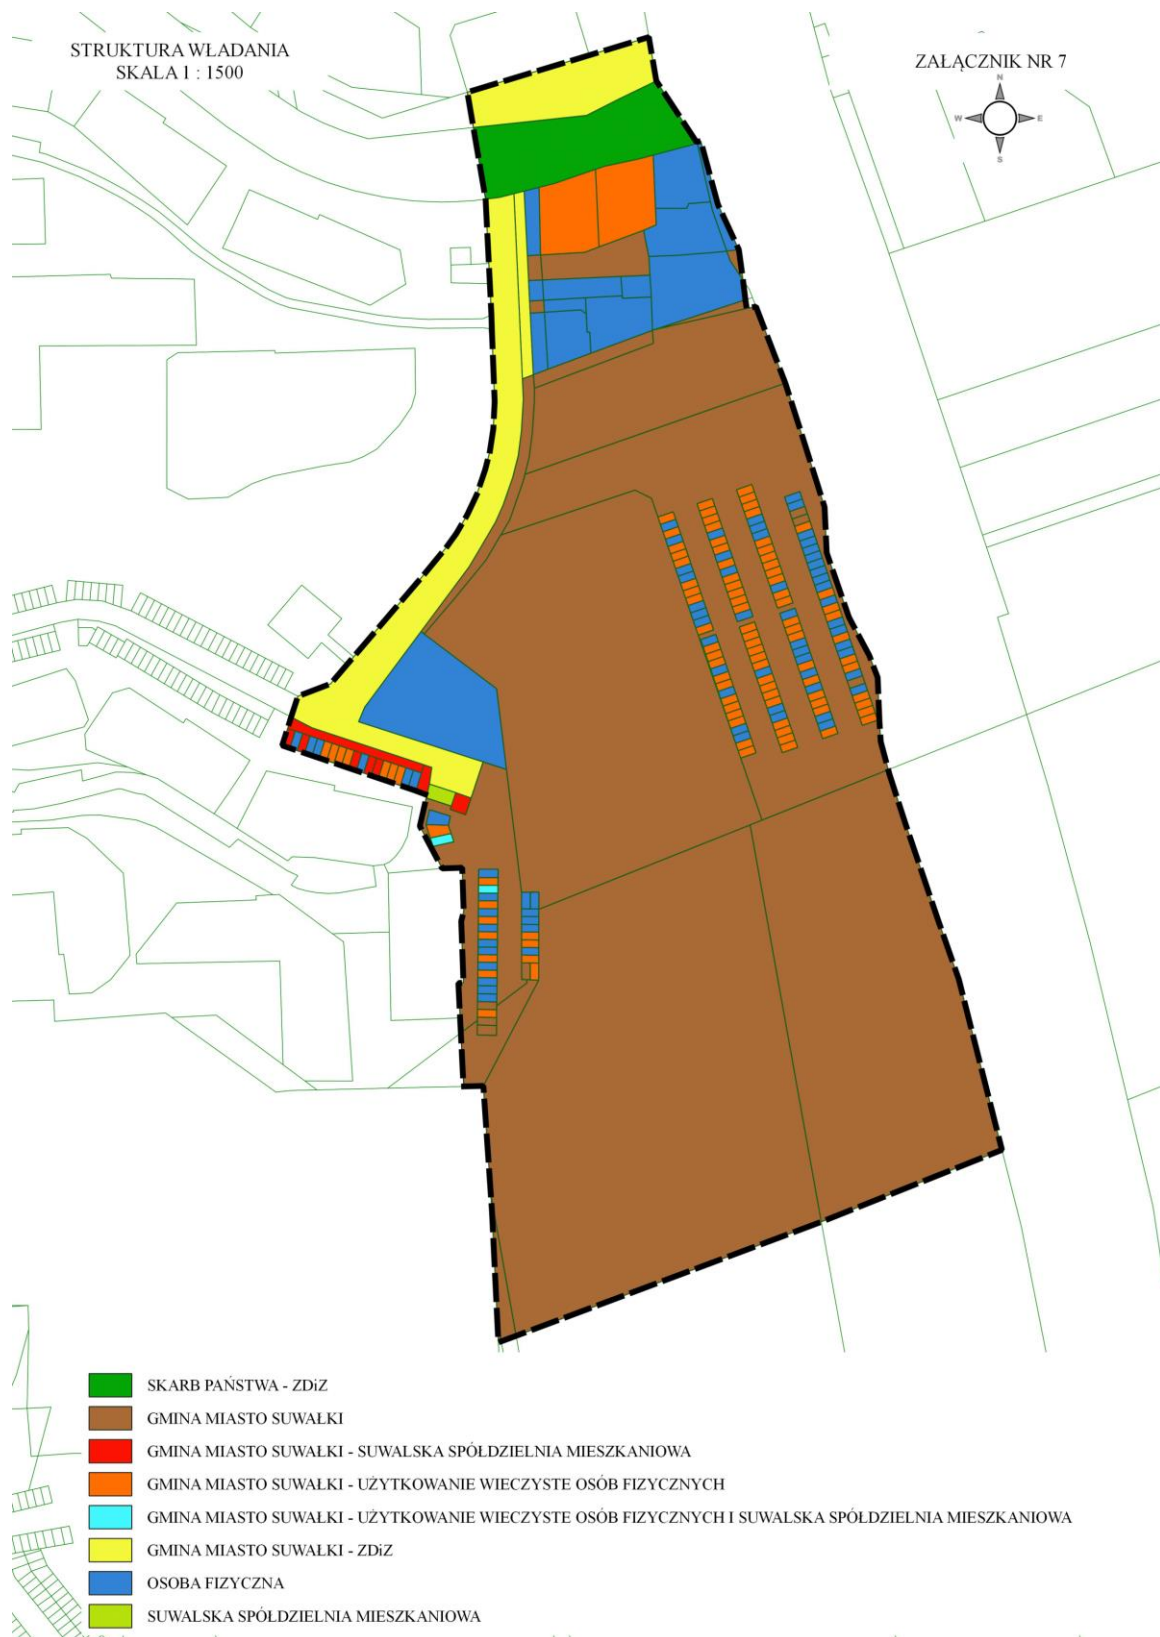 STRUKTURA WŁADANIA
SKALA 1 : 1500
ZAŁĄCZNIK NR 7
N
W E
S
SKARB PAŃSTWA - ZDiZ
GMINA MIASTO SUWAŁKI
GMINA MIASTO SUWAŁKI - SUWALSKA SPÓŁDZIELNIA MIESZKANIOWA
GMINA MIASTO SUWAŁKI - UŻYTKOWANIE WIECZYSTE OSÓB FIZYCZNYCH
GMINA MIASTO SUWAŁKI - UŻYTKOWANIE WIECZYSTE OSÓB FIZYCZNYCH I SUWALSKA SPÓŁDZIELNIA MIESZKANIOWA
GMINA MIASTO SUWAŁKI - ZDiZ
OSOBA FIZYCZNA
SUWALSKA SPÓŁDZIELNIA MIESZKANIOWA